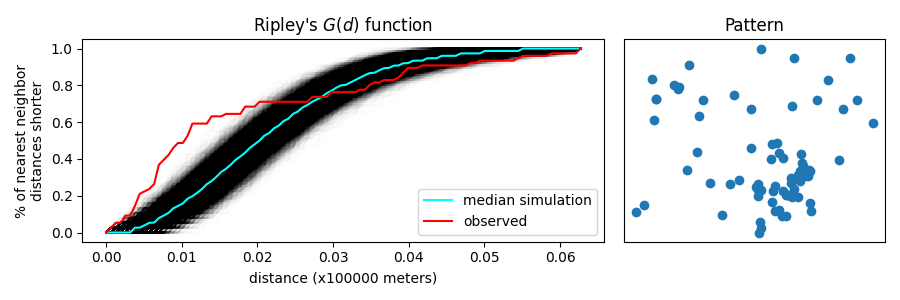 Ripley's G(d) function
Pattern
% of nearest neighbor
distances shorter
1.0
0.8
0.6
0.4
0.2
0.0
median simulation
observed
0.00 0.01 0.02 0.03 0.04 0.05 0.06
distance (x100000 meters)